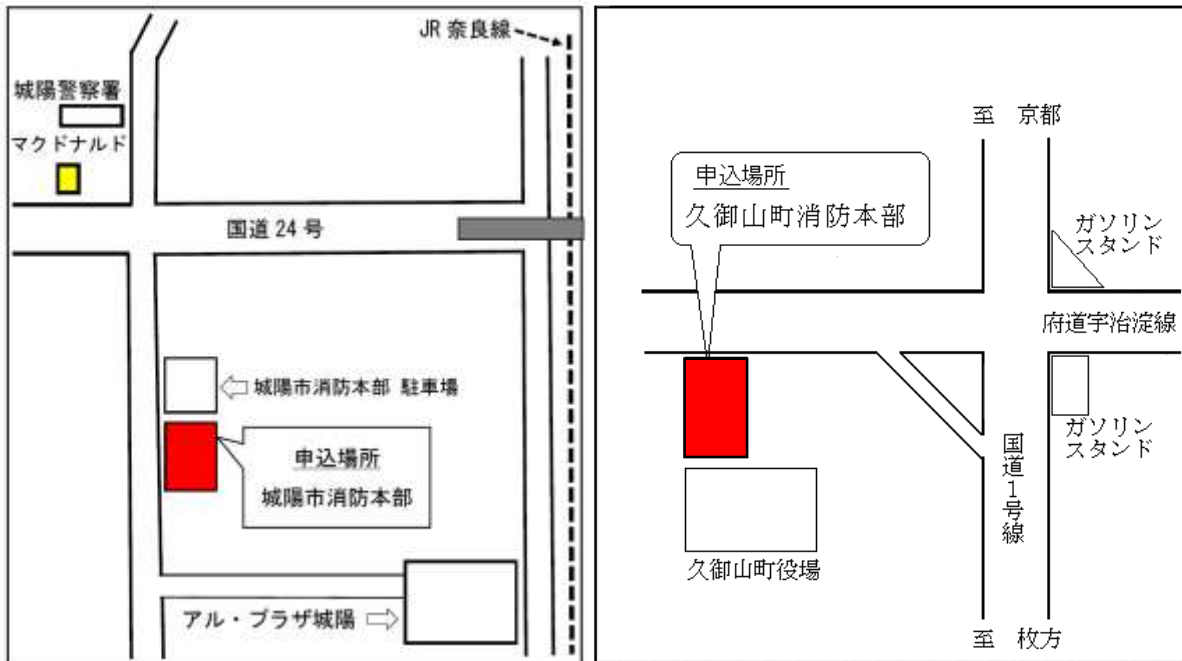 JR 奈良線
城陽警察署
マクドナルド
国道 24 号
城陽市消防本部 駐車場
申込場所
城陽市消防本部
アル・プラザ城陽
至 京都
申込場所
久御山町消防本部
ガソリン
スタンド
府道宇治淀線
ガソリン
スタンド
国道1号線
久御山町役場
至 枚方